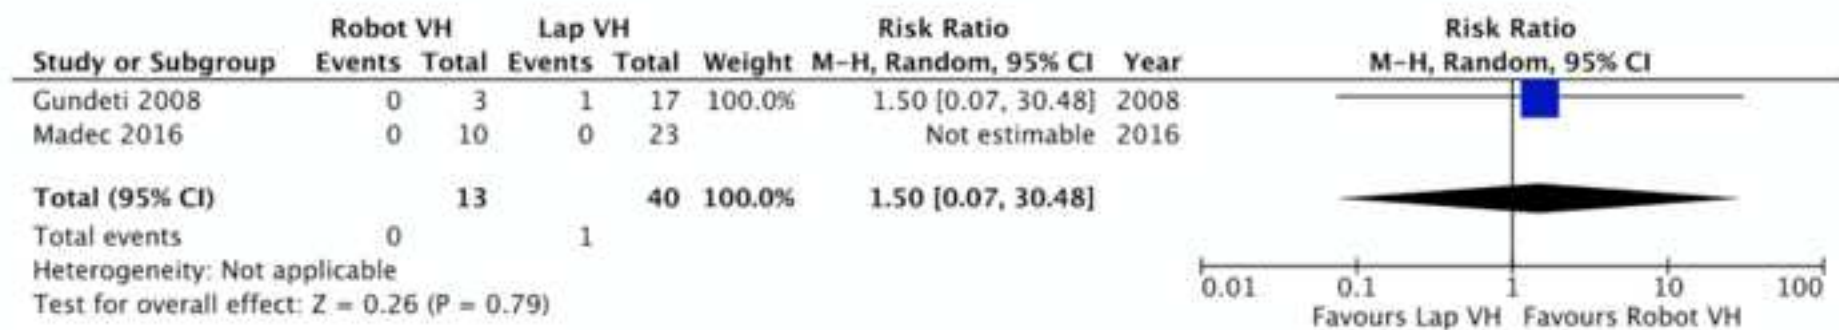 Robot VH Lap VH Risk Ratio Risk Ratio
Study or Subgroup Events Total Events Total Weight M-H, Random, 95% CI Year M-H, Random, 95% CI
Gundeti 2008 0 3 1 17 100.0% 1.50 [0.07, 30.48] 2008
Madec 2016 0 10 0 23 Not estimable 2016
Total (95% CI) 13 40 100.0% 1.50 [0.07, 30.48]
Total events 0 1
Heterogeneity: Not applicable
Test for overall effect: Z = 0.26 (P = 0.79)
0.01 0.1 1 10 100
Favours Lap VH Favours Robot VH